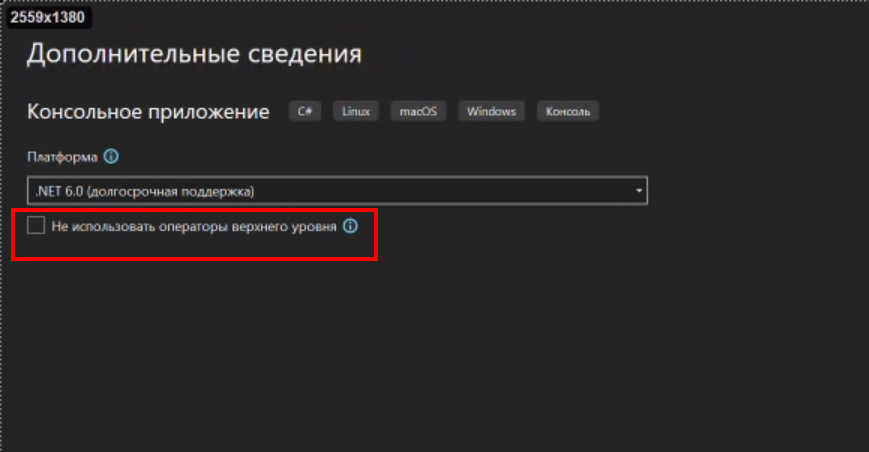 2559x1380
Дополнительные сведения
Консольное приложение C# Linux macOS Windows Консоль
Платформа
.NET 6.0 (долгосрочная поддержка)
Не использовать операторы верхнего уровня